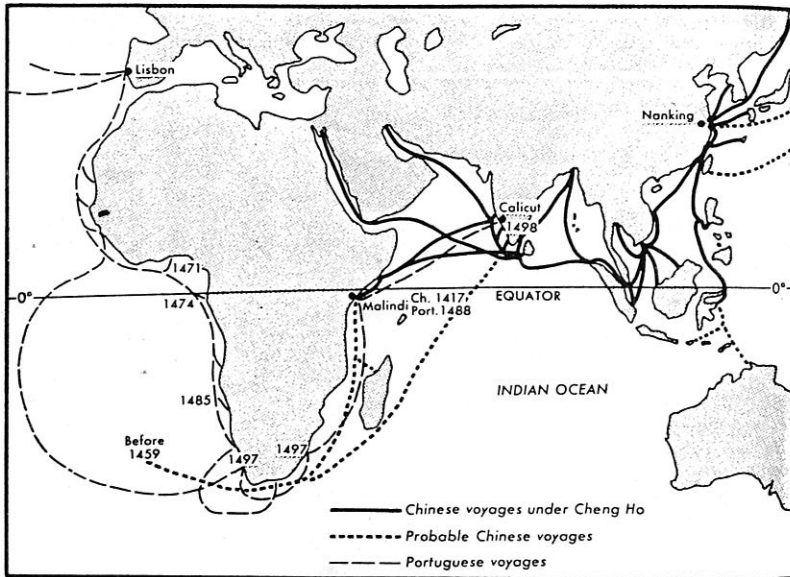 Lisbon
Nanking
Calicut
1498
1471
0°
1474
Malindi
Ch. 1417,
Port. 1488
EQUATOR
0°
1485
INDIAN OCEAN
Before
1459
1497
1497
Chinese voyages under Cheng Ho
Probable Chinese voyages
Portuguese voyages